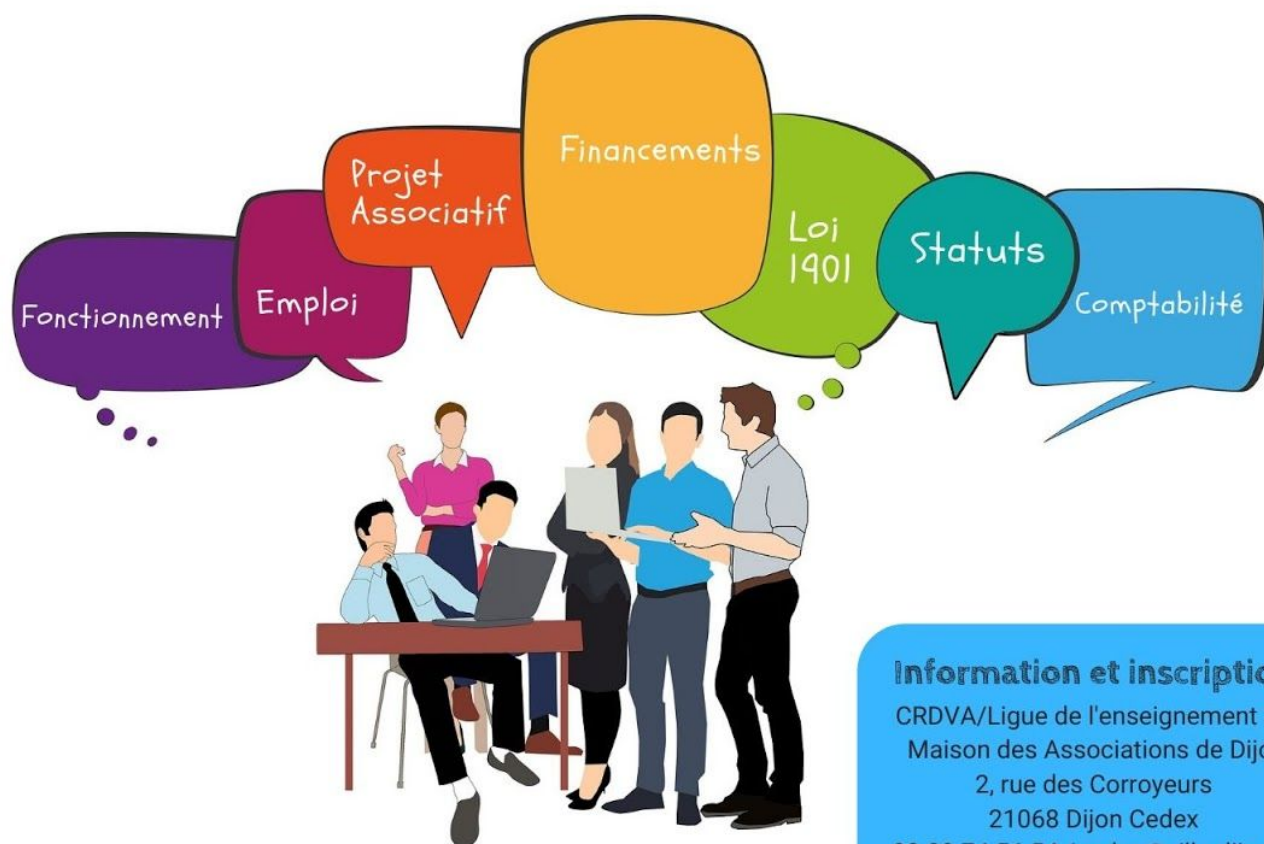 Financements
Projet
Associatif
Loi
1901
Statuts
Fonctionnement
Emploi
Comptabilité
Information et inscriptio
CRDVA/Ligue de l'enseignement
Maison des Associations de Dijo
2, rue des Corroyeurs
21068 Dijon Cedex